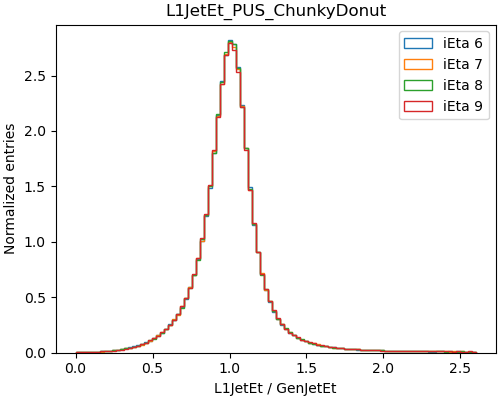 L1JetEt_PUS_ChunkyDonut
iEta 6
iEta 7
iEta 8
iEta 9
Normalized entries
2.5
2.0
1.5
1.0
0.5
0.0
0.0 0.5 1.0 1.5 2.0 2.5
L1JetEt / GenJetEt